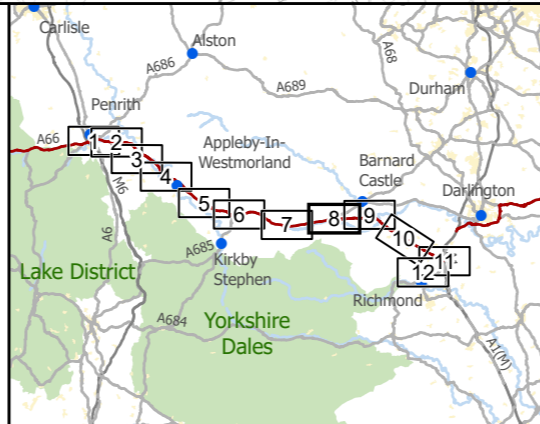 Carlisle
Alston
A68
A686
A689
Durham
Penrith
A66
1
2
3
Appleby-In-
Westmorland
Barnard
Castle
4
M6
5
6
7
8
9
Darlington
A6
10
A685
11
12
Kirkby
Stephen
Lake District
Richmond
A684
Yorkshire
Dales
A1(M)